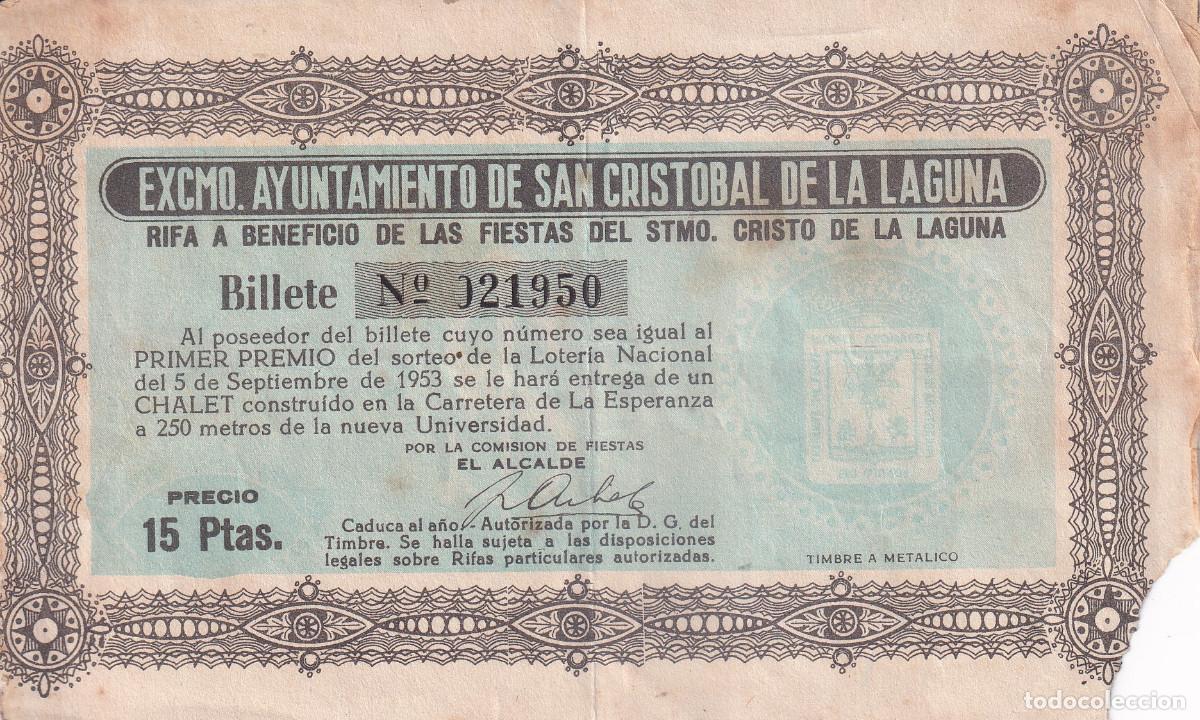 EXCMO. AYUNTAMIENTO DE SAN CRISTOBAL DE LA LAGUNA
RIFA A BENEFICIO DE LAS FIESTAS DEL STMO. CRISTO DE LA LAGUNA
Billete Nº 021950
Al poseedor del billete cuyo número sea igual al
PRIMER PREMIO del sorteo de la Lotería Nacional
del 5 de Septiembre de 1953 se le hará entrega de un
CHALET construído en la Carretera de La Esperanza
a 250 metros de la nueva Universidad.
POR LA COMISION DE FIESTAS
EL ALCALDE
PRECIO
15 Ptas.
Caduca al año.- Autorizada por la D. G. del
Timbre. Se halla sujeta a las disposiciones
legales sobre Rifas particulares autorizadas.
TIMBRE A METALICO
todocoleccion